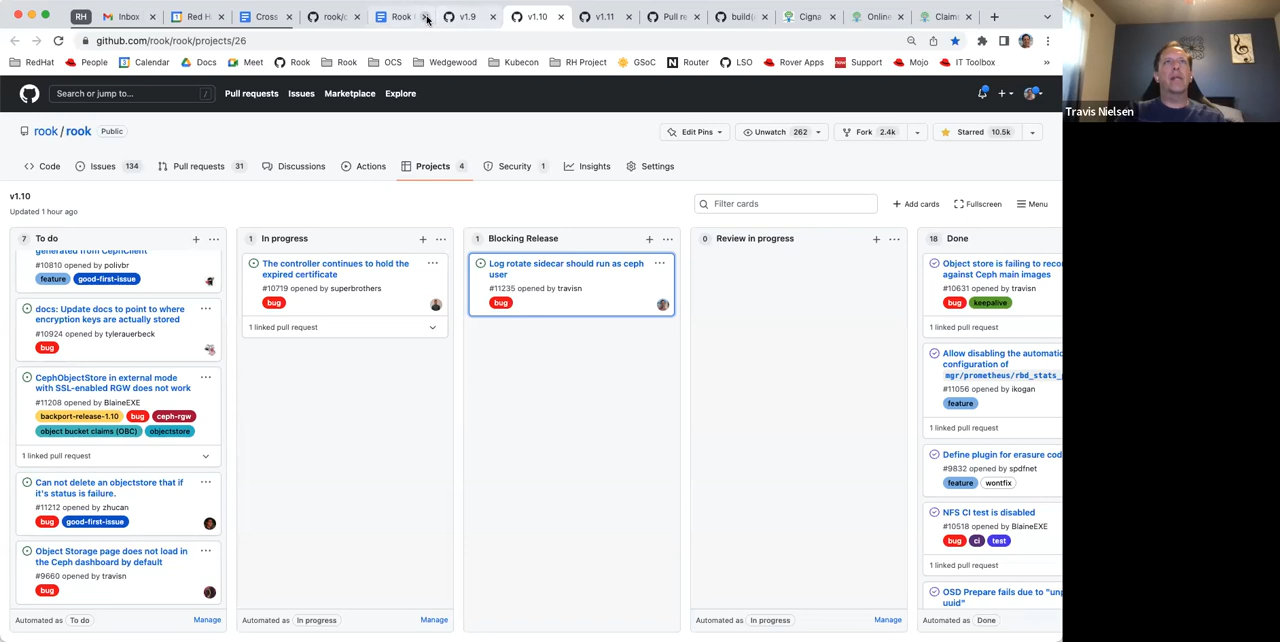 RH
Inbox
Red H
Cross
rook/c
Rook
v1.9
v1.10
v1.11
Pull re
build(
Cigna
Online
Claim
github.com/rook/rook/projects/26
RedHat
People
Calendar
Docs
Meet
Rook
Rook
OCS
Wedgewood
Kubecon
RH Project
GSoC
Router
LSO
Rover Apps
Support
Mojo
IT Toolbox
»
Search or jump to...
/
Pull requests
Issues
Marketplace
Explore
Travis Nielsen
rook / rook
Public
Edit Pins
Unwatch 262
Fork 2.4k
Starred 10.5k
Code
Issues 134
Pull requests 31
Discussions
Actions
Projects 4
Security 1
Insights
Settings
v1.10
Updated 1 hour ago
Filter cards
Add cards
Fullscreen
Menu
7 To do
generated from CephClient
#10810 opened by polivbr
feature
good-first-issue
docs: Update docs to point to where
encryption keys are actually stored
#10924 opened by tylerauerbeck
bug
CephObjectStore in external mode
with SSL-enabled RGW does not work
#11208 opened by BlaineEXE
backport-release-1.10
bug
ceph-rgw
object bucket claims (OBC)
objectstore
1 linked pull request
Can not delete an objectstore that if
it's status is failure.
#11212 opened by zhucan
bug
good-first-issue
Object Storage page does not load in
the Ceph dashboard by default
#9660 opened by travisn
bug
Automated as To do
Manage
1 In progress
The controller continues to hold the
expired certificate
#10719 opened by superbrothers
bug
1 linked pull request
Automated as In progress
Manage
1 Blocking Release
Log rotate sidecar should run as ceph
user
#11235 opened by travisn
bug
0 Review in progress
Automated as In progress
Manage
18 Done
Object store is failing to reco
against Ceph main images
#10631 opened by travisn
bug
keepalive
1 linked pull request
Allow disabling the automatic
configuration of
mgr/prometheus/rbd_stats_
#11056 opened by ikogan
feature
1 linked pull request
Define plugin for erasure cod
#9832 opened by spdfnet
feature
wontfix
NFS CI test is disabled
#10518 opened by BlaineEXE
bug
ci
test
1 linked pull request
OSD Prepare fails due to "un
uuid"
Automated as Done